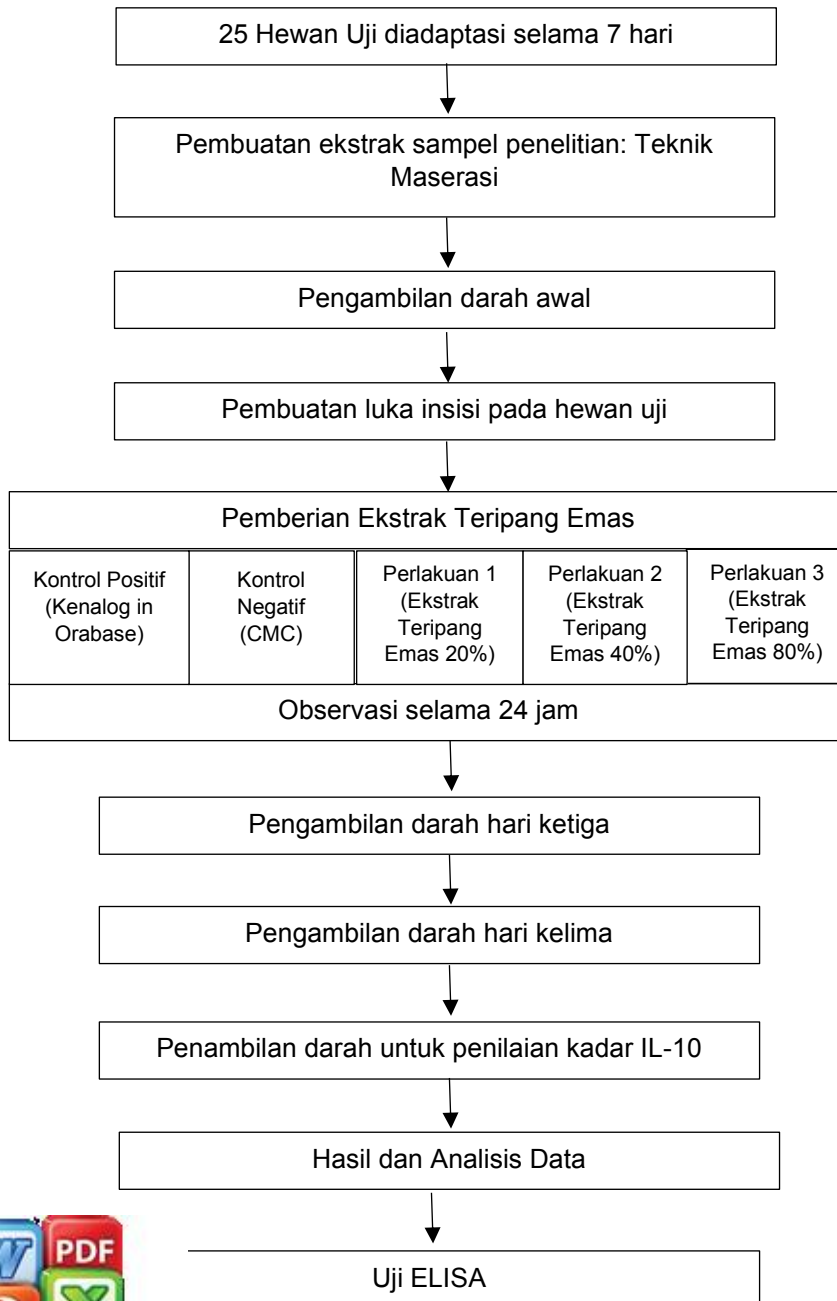 25 Hewan Uji diadaptasi selama 7 hari
Pembuatan ekstrak sampel penelitian: Teknik
Maserasi
Pengambilan darah awal
Pembuatan luka insisi pada hewan uji
Pemberian Ekstrak Teripang Emas
Kontrol Positif
(Kenalog in
Orabase)
Kontrol
Negatif
(CMC)
Perlakuan 1
(Ekstrak
Teripang
Emas 20%)
Perlakuan 2
(Ekstrak
Teripang
Emas 40%)
Perlakuan 3
(Ekstrak
Teripang
Emas 80%)
Observasi selama 24 jam
Pengambilan darah hari ketiga
Pengambilan darah hari kelima
Penambilan darah untuk penilaian kadar IL-10
Hasil dan Analisis Data
W PDF
X
Uji ELISA